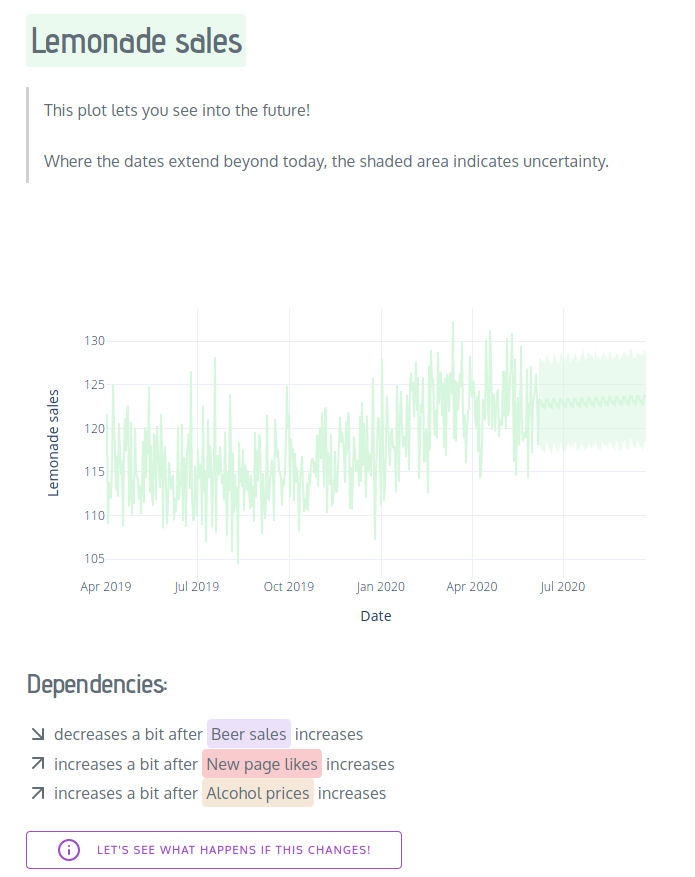 Lemonade sales
This plot lets you see into the future!
Where the dates extend beyond today, the shaded area indicates uncertainty.
130
125
120
115
110
105
Lemonade sales
Apr 2019 Jul 2019 Oct 2019 Jan 2020 Apr 2020 Jul 2020
Date
Dependencies:
decreases a bit after Beer sales increases
increases a bit after New page likes increases
increases a bit after Alcohol prices increases
LET'S SEE WHAT HAPPENS IF THIS CHANGES!